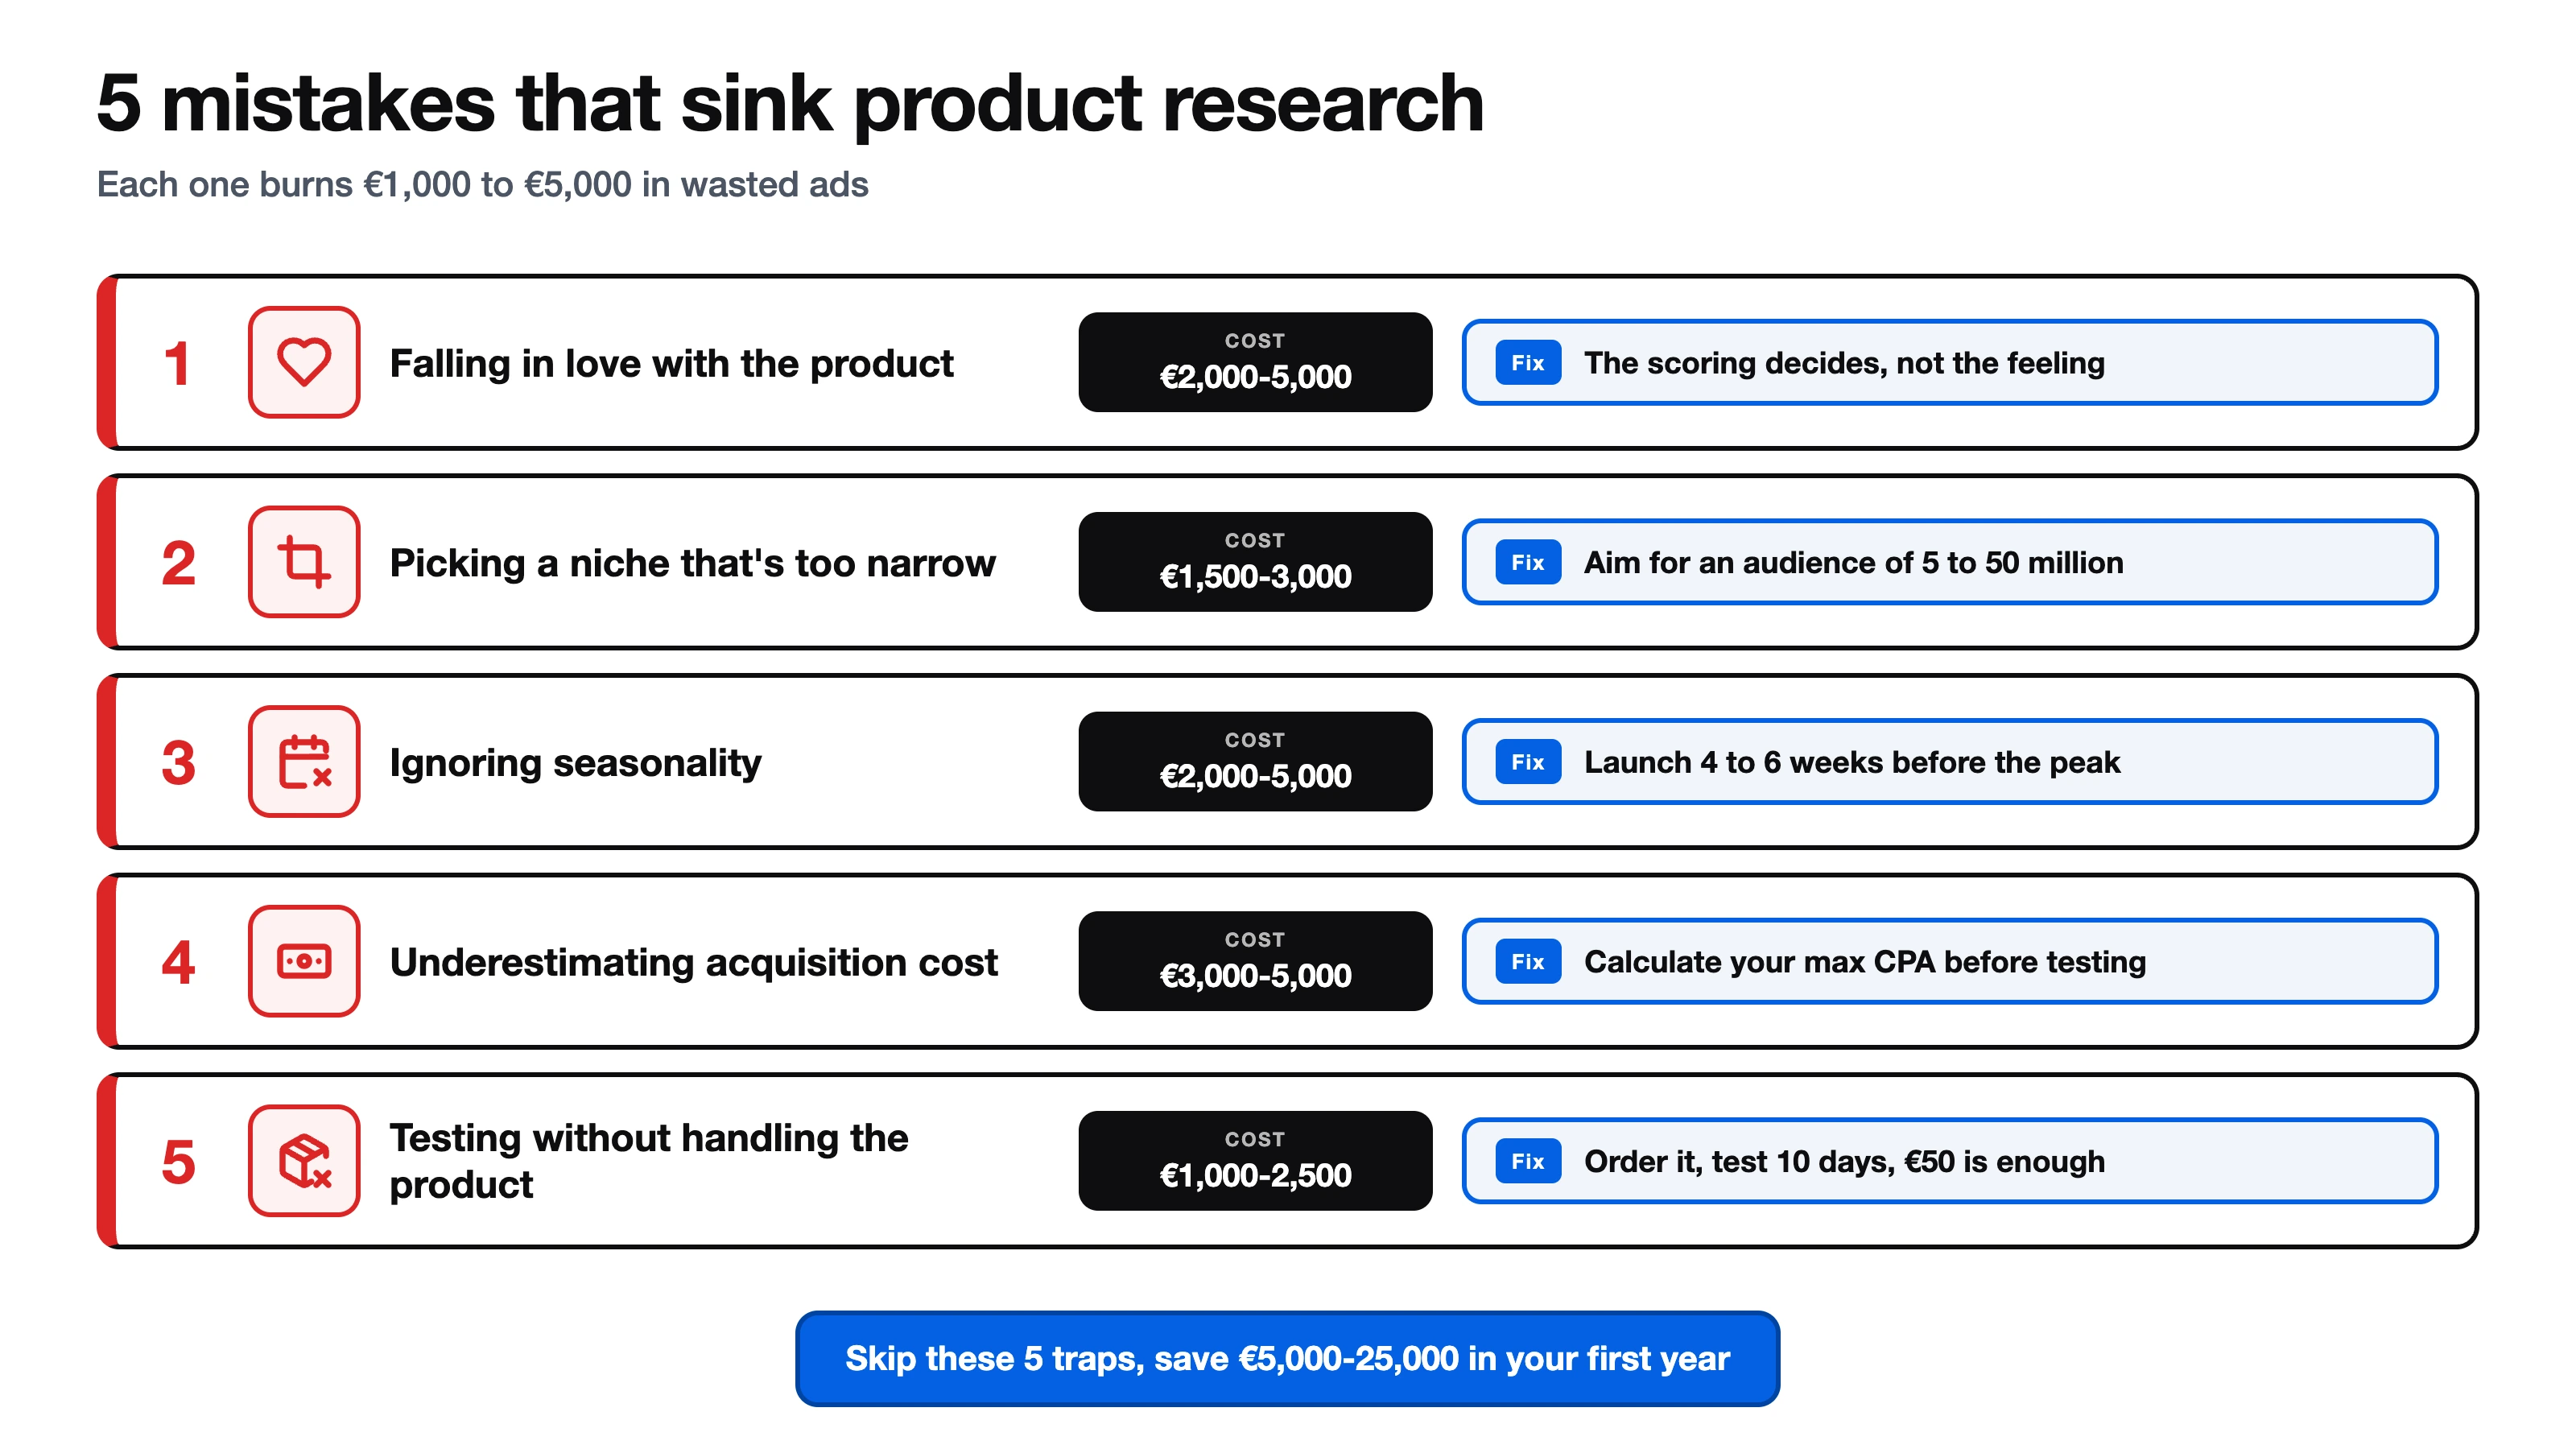 5 mistakes that sink product research
Each one burns €1,000 to €5,000 in wasted ads
1
Falling in love with the product
COST
€2,000-5,000
Fix
The scoring decides, not the feeling
2
Picking a niche that's too narrow
COST
€1,500-3,000
Fix
Aim for an audience of 5 to 50 million
3
Ignoring seasonality
COST
€2,000-5,000
Fix
Launch 4 to 6 weeks before the peak
4
Underestimating acquisition cost
COST
€3,000-5,000
Fix
Calculate your max CPA before testing
5
Testing without handling the
product
COST
€1,000-2,500
Fix
Order it, test 10 days, €50 is enough
Skip these 5 traps, save €5,000-25,000 in your first year